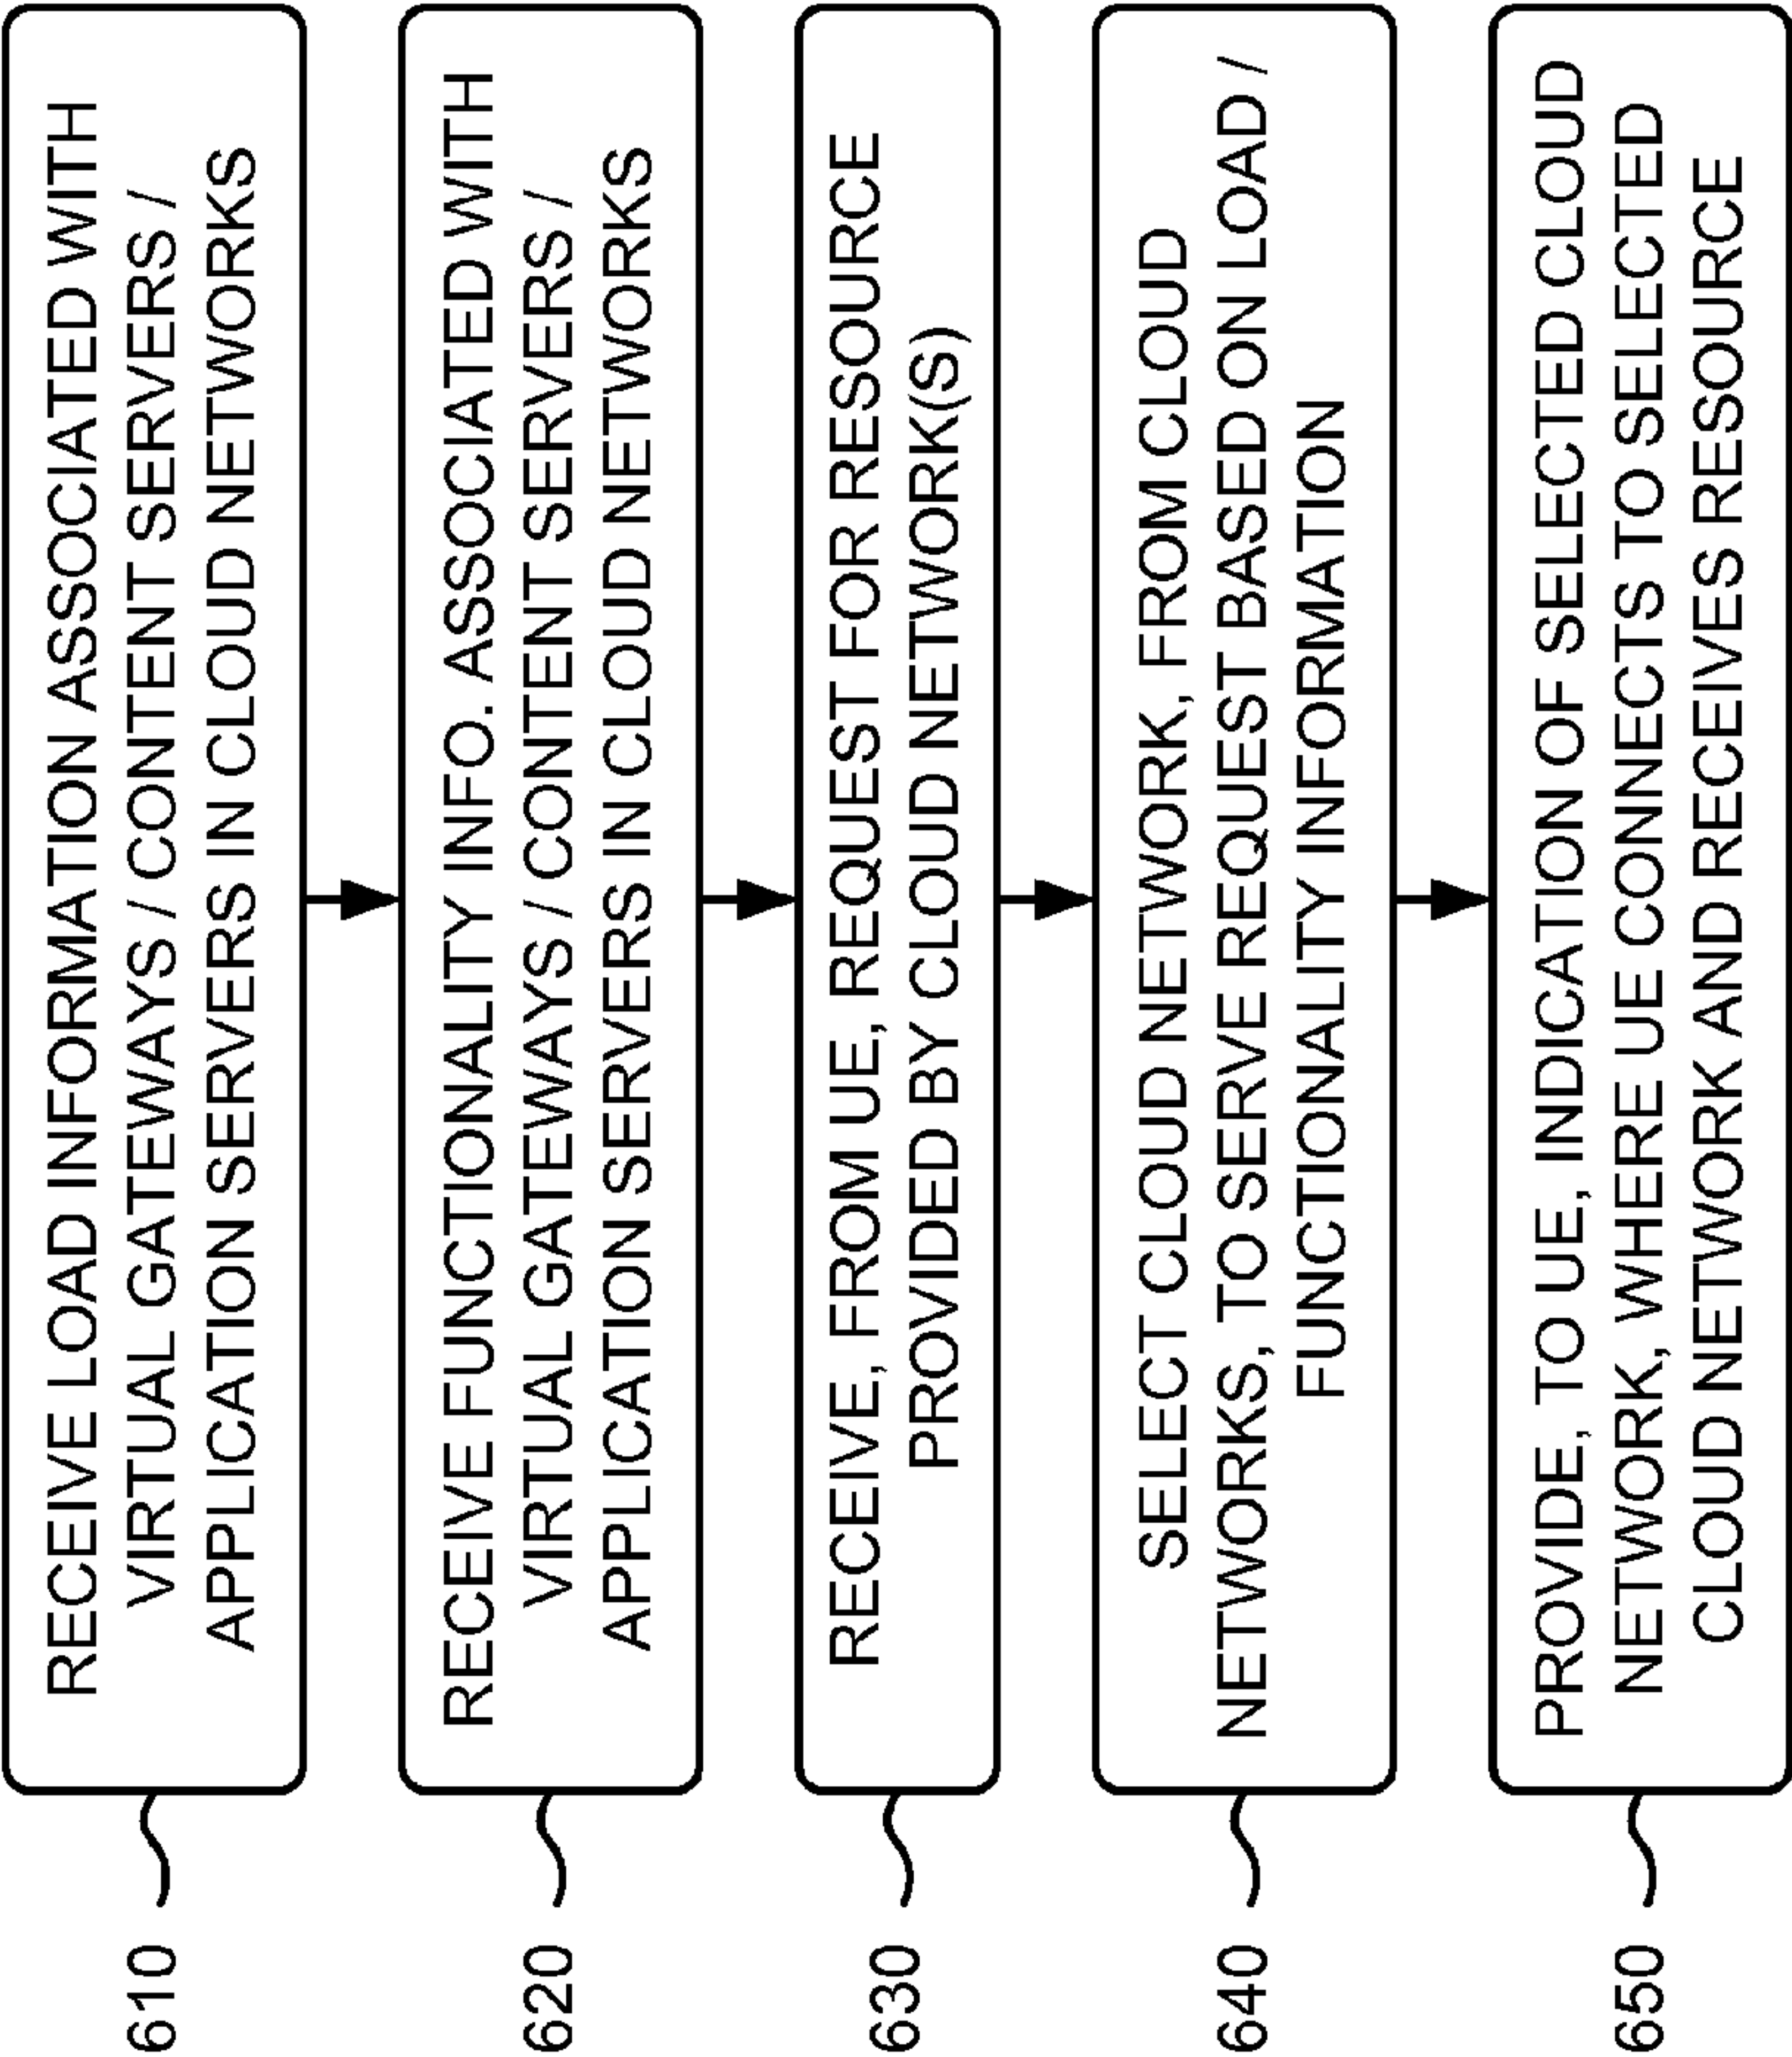 610
RECEIVE LOAD INFORMATION ASSOCIATED WITH
VIRTUAL GATEWAYS / CONTENT SERVERS /
APPLICATION SERVERS IN CLOUD NETWORKS
620
RECEIVE FUNCTIONALITY INFO. ASSOCIATED WITH
VIRTUAL GATEWAYS / CONTENT SERVERS /
APPLICATION SERVERS IN CLOUD NETWORKS
630
RECEIVE, FROM UE, REQUEST FOR RESOURCE
PROVIDED BY CLOUD NETWORK(S)
640
SELECT CLOUD NETWORK, FROM CLOUD
NETWORKS, TO SERVE REQUEST BASED ON LOAD /
FUNCTIONALITY INFORMATION
650
PROVIDE, TO UE, INDICATION OF SELECTED CLOUD
NETWORK, WHERE UE CONNECTS TO SELECTED
CLOUD NETWORK AND RECEIVES RESOURCE